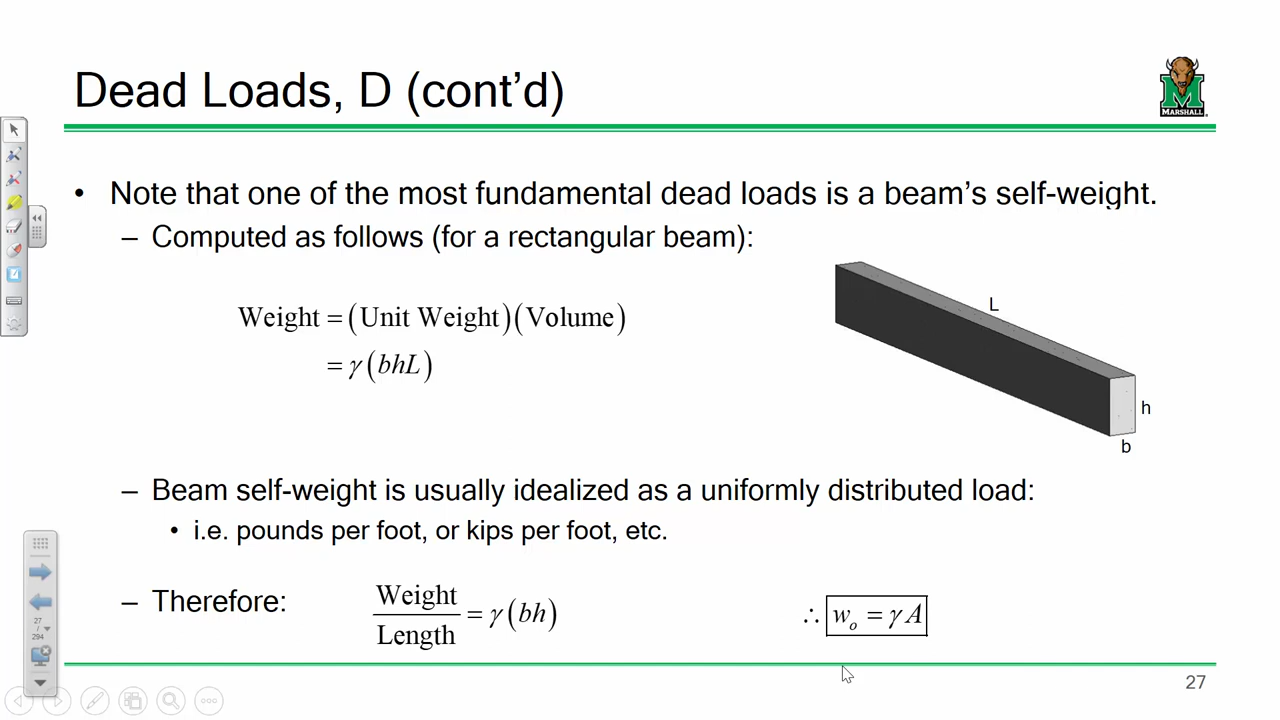 Dead Loads, D (cont’d)
MARSHALL
• Note that one of the most fundamental dead loads is a beam’s self-weight.
– Computed as follows (for a rectangular beam):
Weight = (Unit Weight)(Volume)
= γ(bhL)
L
h
b
– Beam self-weight is usually idealized as a uniformly distributed load:
• i.e. pounds per foot, or kips per foot, etc.
– Therefore: Weight/Length = γ(bh) ∴ wₒ = γA
27
/
294
27